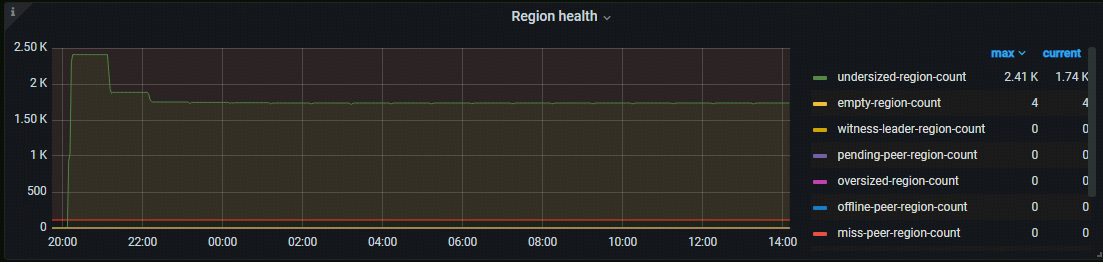 i
Region health
2.50 K
2 K
1.50 K
1 K
500
0
20:00 22:00 00:00 02:00 04:00 06:00 08:00 10:00 12:00 14:00
max current
undersized-region-count 2.41 K 1.74 K
empty-region-count 4 4
witness-leader-region-count 0 0
pending-peer-region-count 0 0
oversized-region-count 0 0
offline-peer-region-count 0 0
miss-peer-region-count 0 0